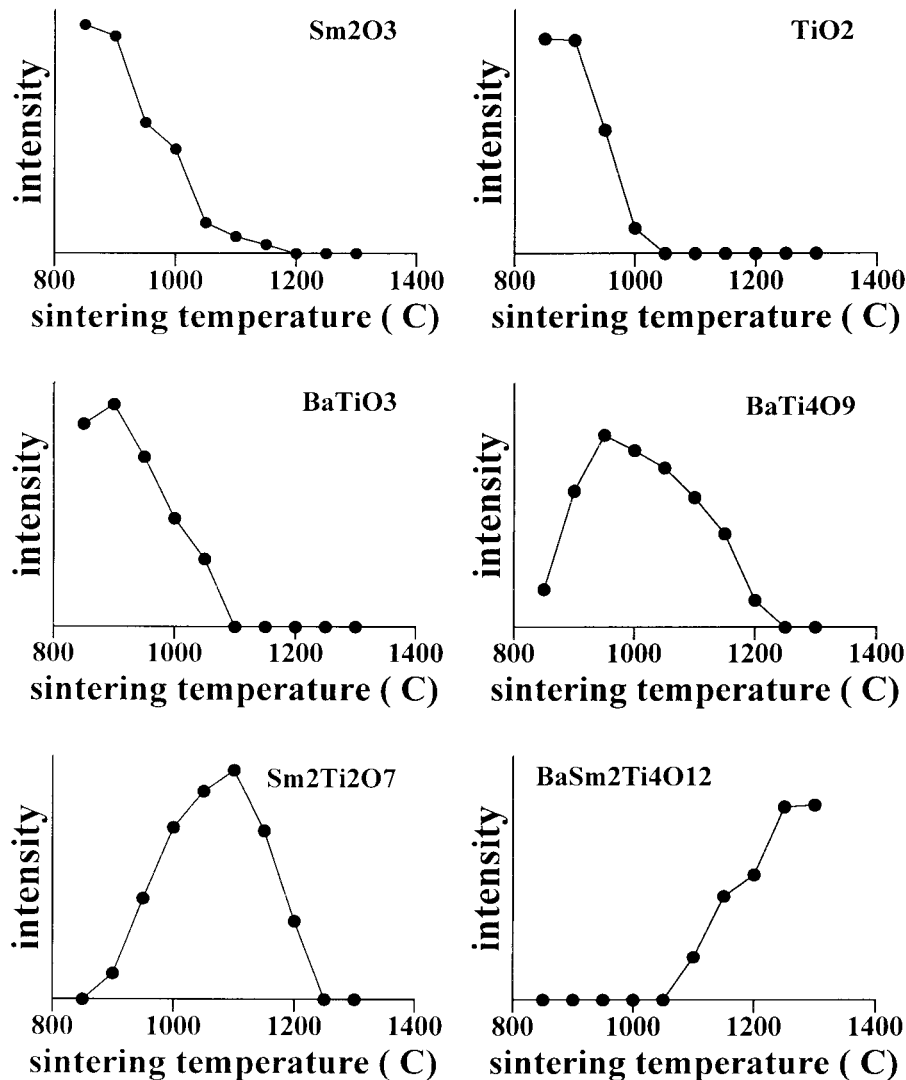 Sm2O3
intensity
800 1000 1200 1400
sintering temperature ( C)
TiO2
intensity
800 1000 1200 1400
sintering temperature ( C)
BaTiO3
intensity
800 1000 1200 1400
sintering temperature ( C)
BaTi4O9
intensity
800 1000 1200 1400
sintering temperature ( C)
Sm2Ti2O7
intensity
800 1000 1200 1400
sintering temperature ( C)
BaSm2Ti4O12
intensity
800 1000 1200 1400
sintering temperature ( C)